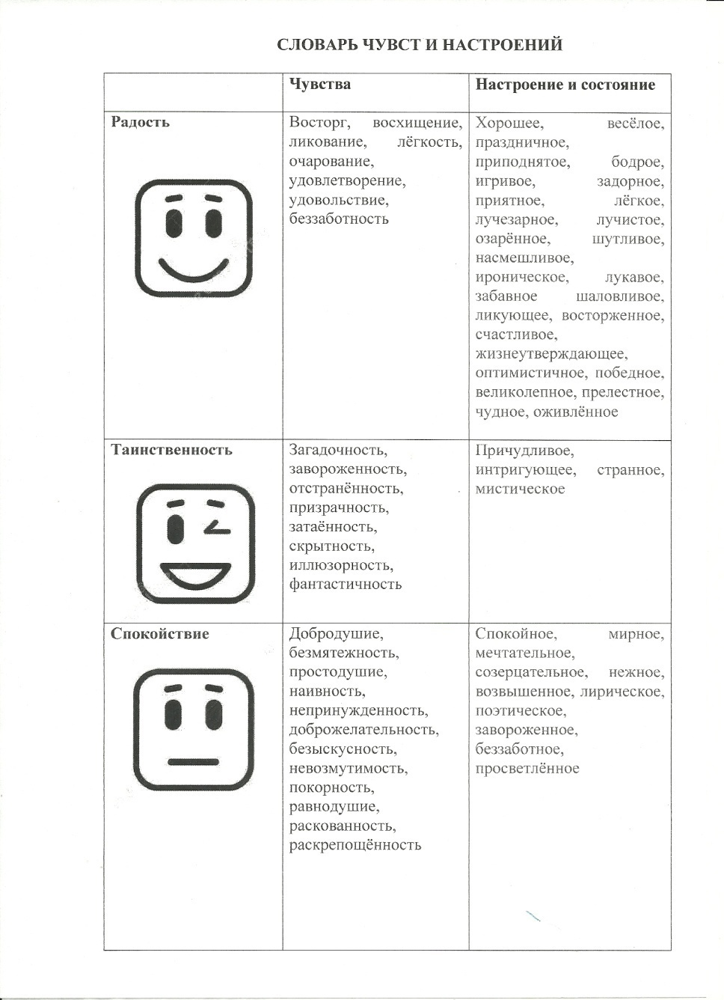 СЛОВАРЬ ЧУВСТ И НАСТРОЕНИЙ
Чувства
Настроение и состояние
Радость
Восторг, восхищение,
ликование, лёгкость,
очарование,
удовлетворение,
удовольствие,
беззаботность
Хорошее, весёлое,
праздничное,
приподнятое, бодрое,
игривое, задорное,
приятное, лёгкое,
лучезарное, лучистое,
озарённое, шутливое,
насмешливое,
ироническое, лукавое,
забавное шаловливое,
ликующее, восторженное,
счастливое,
жизнеутверждающее,
оптимистичное, победное,
великолепное, прелестное,
чудное, оживлённое
Таинственность
Загадочность,
завороженность,
отстранённость,
призрачность,
затаённость,
скрытность,
иллюзорность,
фантастичность
Причудливое,
интригующее, странное,
мистическое
Спокойствие
Добродушие,
безмятежность,
простодушие,
наивность,
непринужденность,
доброжелательность,
безыскусность,
невозмутимость,
покорность,
равнодушие,
раскованность,
раскрепощённость
Спокойное, мирное,
мечтательное,
созерцательное, нежное,
возвышенное, лирическое,
поэтическое,
завороженное,
беззаботное,
просветлённое